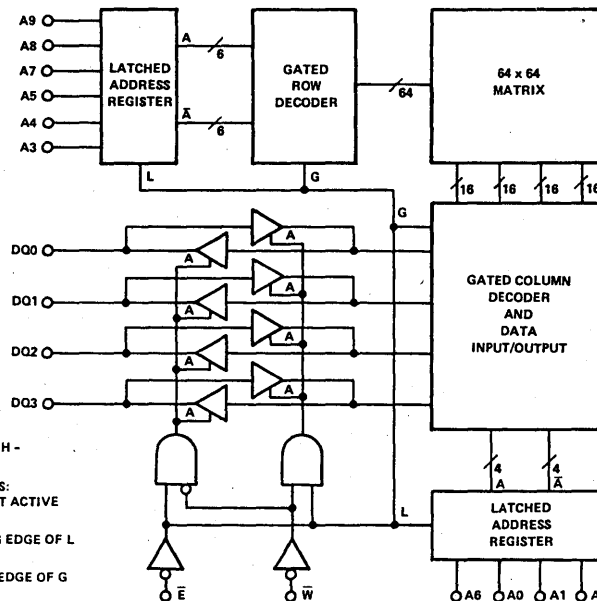 A9
A8
A7
A5
A4
A3
LATCHED
ADDRESS
REGISTER
A
6
Ā
6
L
GATED
ROW
DECODER
G
64
64 x 64
MATRIX
16
16
16
16
G
DQ0
A
A
DQ1
A
A
DQ2
A
A
DQ3
A
A
GATED COLUMN
DECODER
AND
DATA
INPUT/OUTPUT
4
A
4
Ā
H –
S:
T ACTIVE
G EDGE OF L
EDGE OF G
L
LATCHED
ADDRESS
REGISTER
E̅
W̅
A6
A0
A1
A